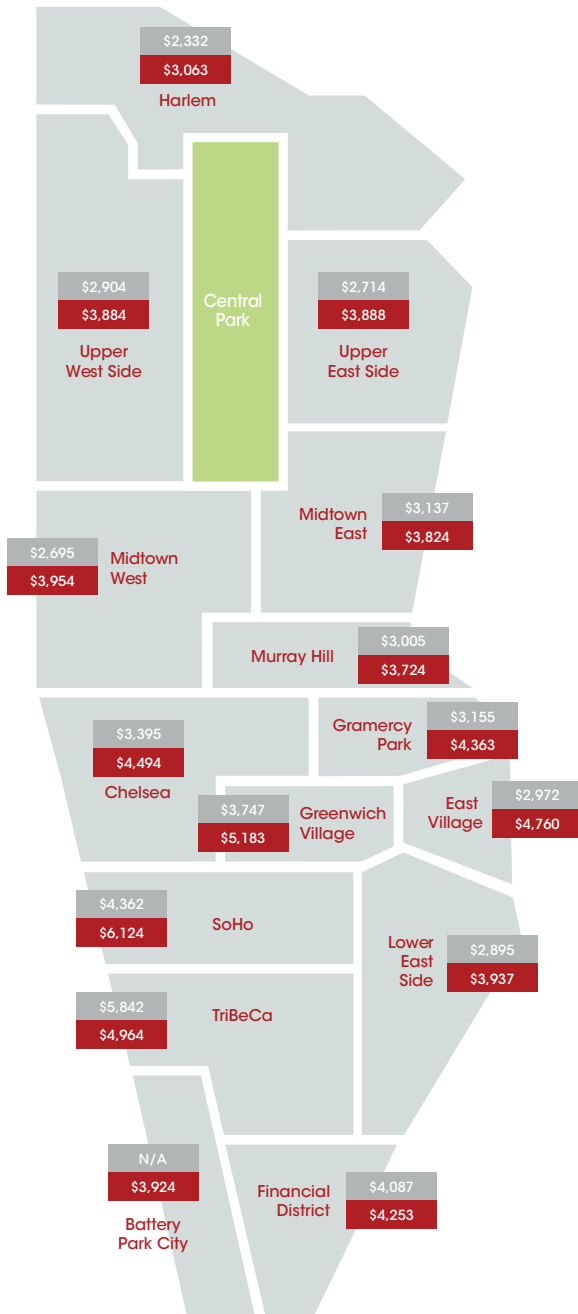 $2,332
$3,063
Harlem
$2,904
$3,884
Upper
West Side
Central
Park
$2,714
$3,888
Upper
East Side
Midtown
East
$3,137
$3,824
$2,695
$3,954
Midtown
West
Murray Hill
$3,005
$3,724
$3,395
$4,494
Chelsea
Gramercy
Park
$3,155
$4,363
$3,747
$5,183
Greenwich
Village
East
Village
$2,972
$4,760
$4,362
$6,124
SoHo
Lower
East
Side
$2,895
$3,937
$5,842
$4,964
TriBeCa
N/A
$3,924
Battery
Park City
Financial
District
$4,087
$4,253